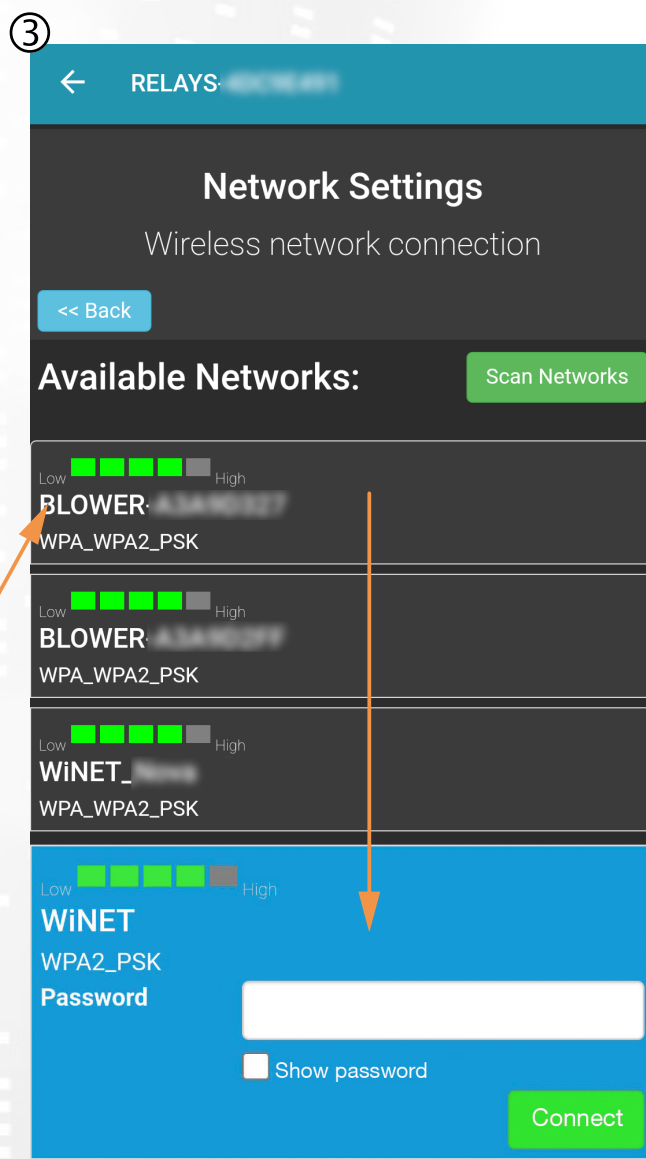 ③
RELAYS-
Network Settings
Wireless network connection
<< Back
Available Networks:
Scan Networks
Low High
BLOWER-
WPA_WPA2_PSK
Low High
BLOWER-
WPA_WPA2_PSK
Low High
WiNET_
WPA_WPA2_PSK
Low High
WiNET
WPA2_PSK
Password
Show password
Connect